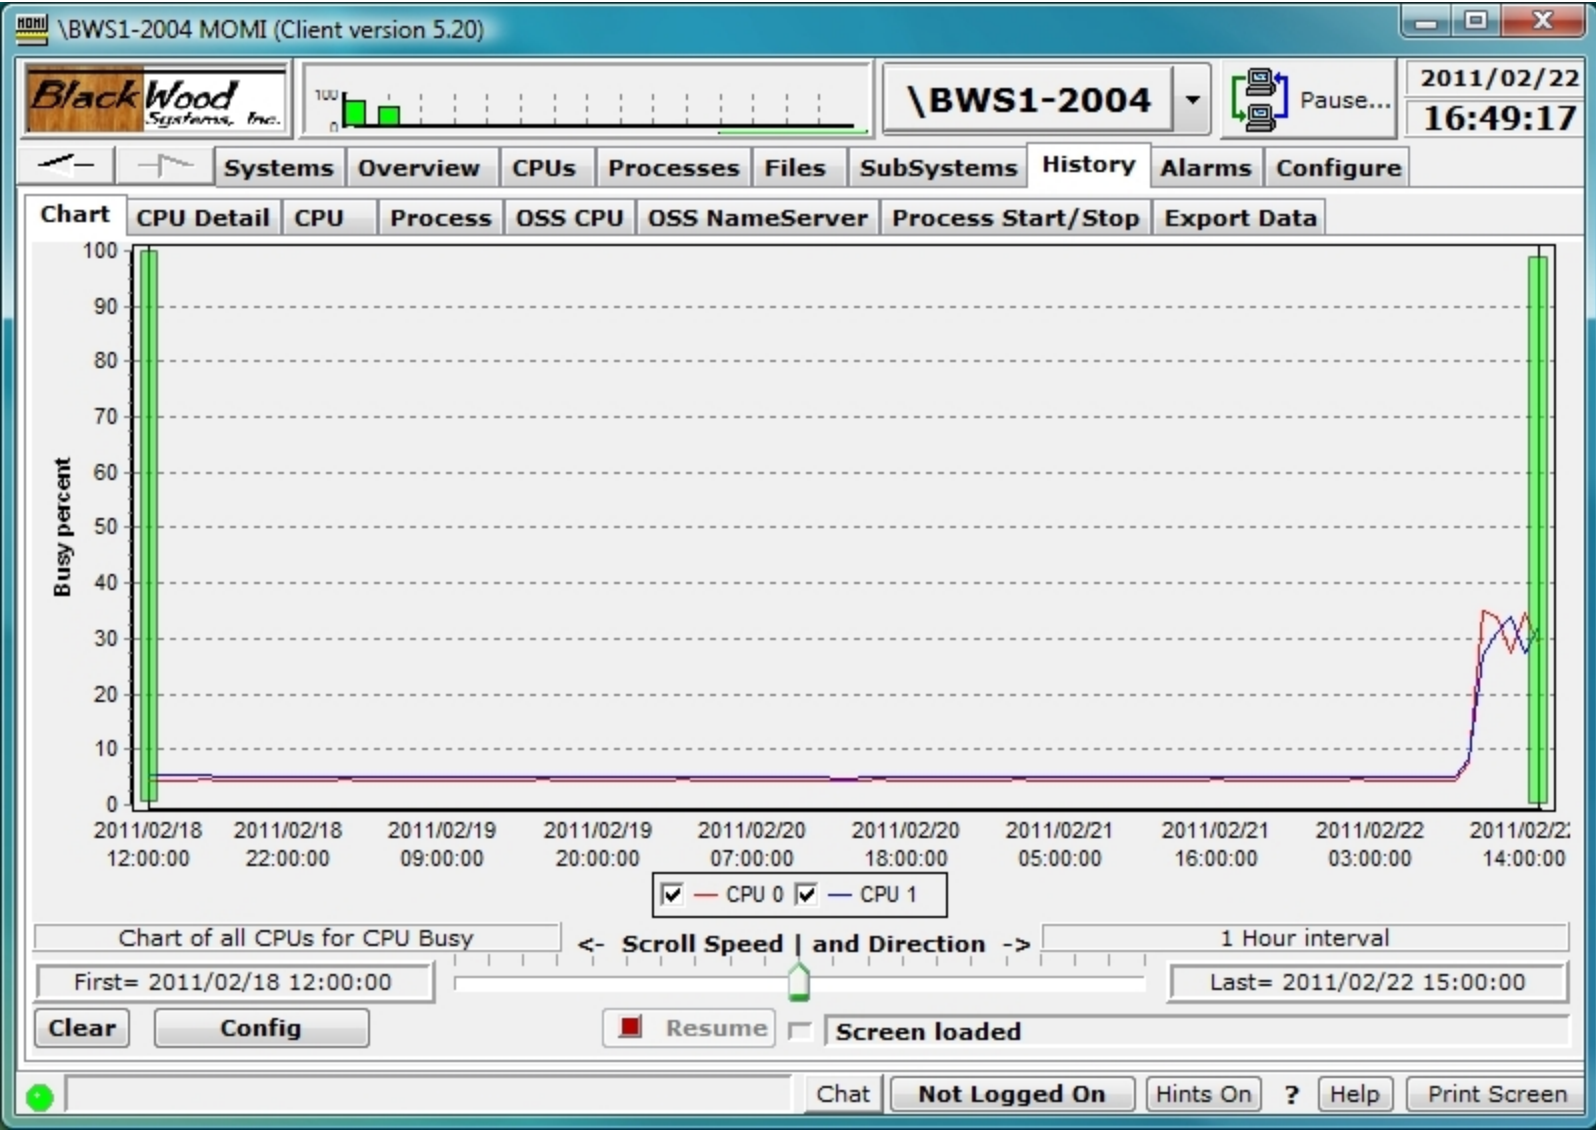 MOMI \BWS1-2004 MOMI (Client version 5.20)
BlackWood
Systems, Inc.
100
0
\BWS1-2004
Pause...
2011/02/22
16:49:17
Systems Overview CPUs Processes Files SubSystems History Alarms Configure
Chart CPU Detail CPU Process OSS CPU OSS NameServer Process Start/Stop Export Data
Busy percent
100
90
80
70
60
50
40
30
20
10
0
2011/02/18 2011/02/18 2011/02/19 2011/02/19 2011/02/20 2011/02/20 2011/02/21 2011/02/21 2011/02/22 2011/02/22
12:00:00 22:00:00 09:00:00 20:00:00 07:00:00 18:00:00 05:00:00 16:00:00 03:00:00 14:00:00
CPU 0 CPU 1
Chart of all CPUs for CPU Busy <- Scroll Speed | and Direction -> 1 Hour interval
First= 2011/02/18 12:00:00 Last= 2011/02/22 15:00:00
Clear Config Resume Screen loaded
Chat Not Logged On Hints On ? Help Print Screen